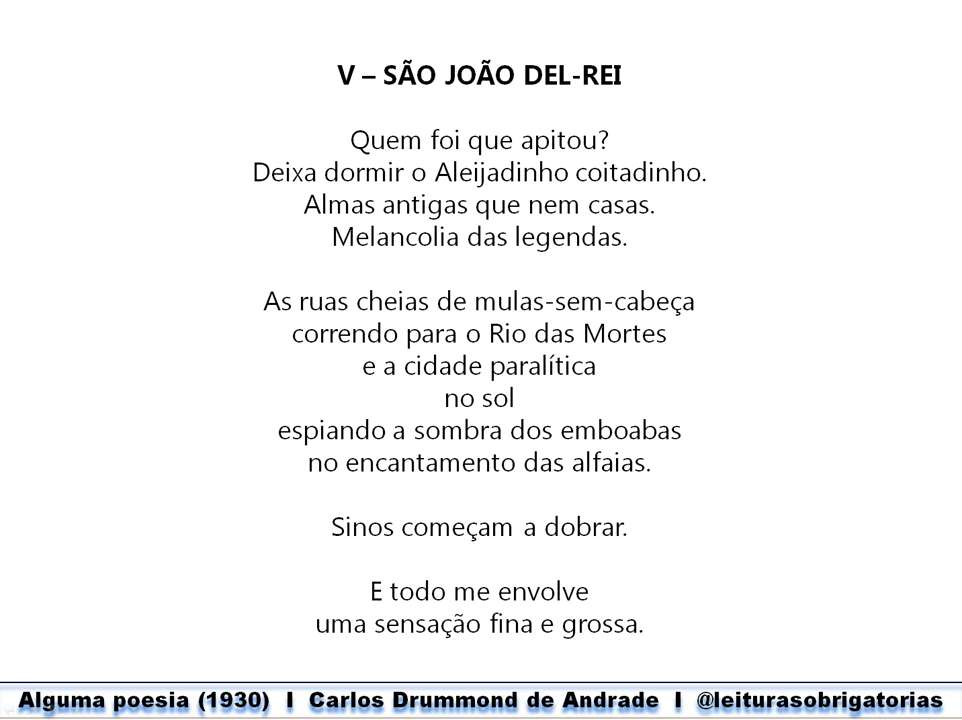 V – SÃO JOÃO DEL-REI
Quem foi que apitou?
Deixa dormir o Aleijadinho coitadinho.
Almas antigas que nem casas.
Melancolia das legendas.
As ruas cheias de mulas-sem-cabeça
correndo para o Rio das Mortes
e a cidade paralítica
no sol
espiando a sombra dos emboabas
no encantamento das alfaias.
Sinos começam a dobrar.
E todo me envolve
uma sensação fina e grossa.
Alguma poesia (1930) I Carlos Drummond de Andrade I @leiturasobrigatorias